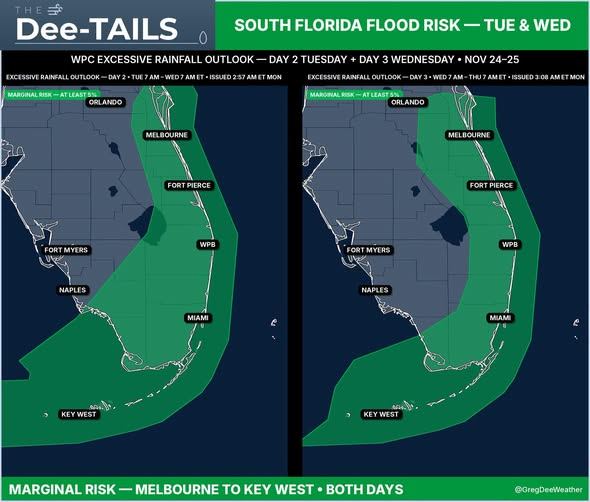 THE
Dee-TAILS
SOUTH FLORIDA FLOOD RISK — TUE & WED
WPC EXCESSIVE RAINFALL OUTLOOK — DAY 2 TUESDAY + DAY 3 WEDNESDAY • NOV 24–25
EXCESSIVE RAINFALL OUTLOOK — DAY 2 • TUE 7 AM – WED 7 AM ET • ISSUED 2:57 AM ET MON
MARGINAL RISK — AT LEAST 5%
ORLANDO
MELBOURNE
FORT PIERCE
WPB
FORT MYERS
NAPLES
MIAMI
KEY WEST
EXCESSIVE RAINFALL OUTLOOK — DAY 3 • WED 7 AM – THU 7 AM ET • ISSUED 3:08 AM ET MON
MARGINAL RISK — AT LEAST 5%
ORLANDO
MELBOURNE
FORT PIERCE
WPB
FORT MYERS
NAPLES
MIAMI
KEY WEST
MARGINAL RISK — MELBOURNE TO KEY WEST • BOTH DAYS
@GregDeeWeather